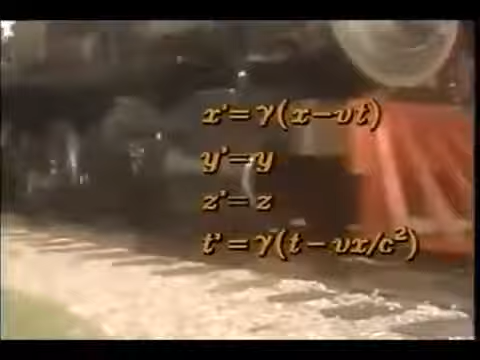 x' = γ(x−vt)
y' = y
z' = z
t' = γ(t − vx/c²)